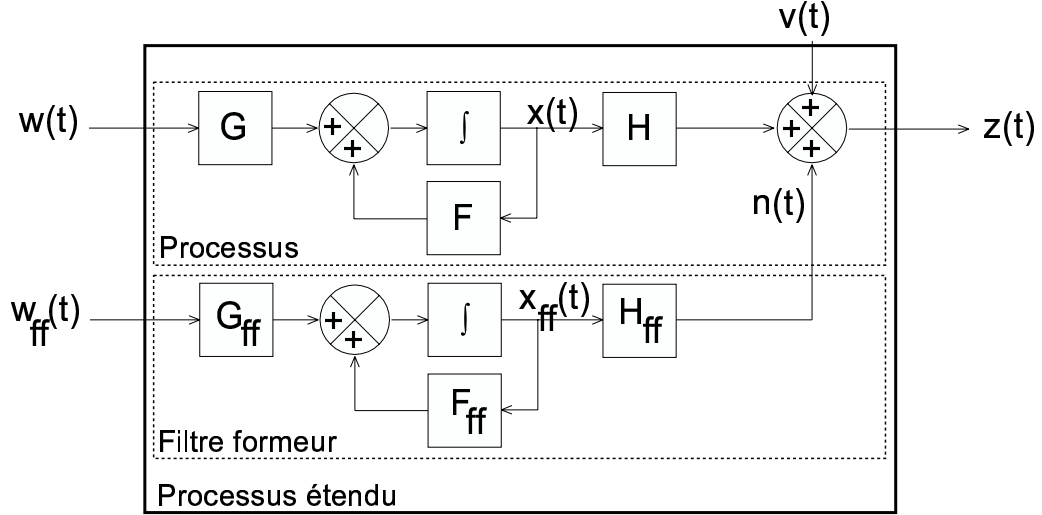 v(t)
w(t) G + + ∫ x(t) H + + + z(t)
F n(t)
Processus
w_ff(t) G_ff + + ∫ x_ff(t) H_ff
F_ff
Filtre formeur
Processus étendu